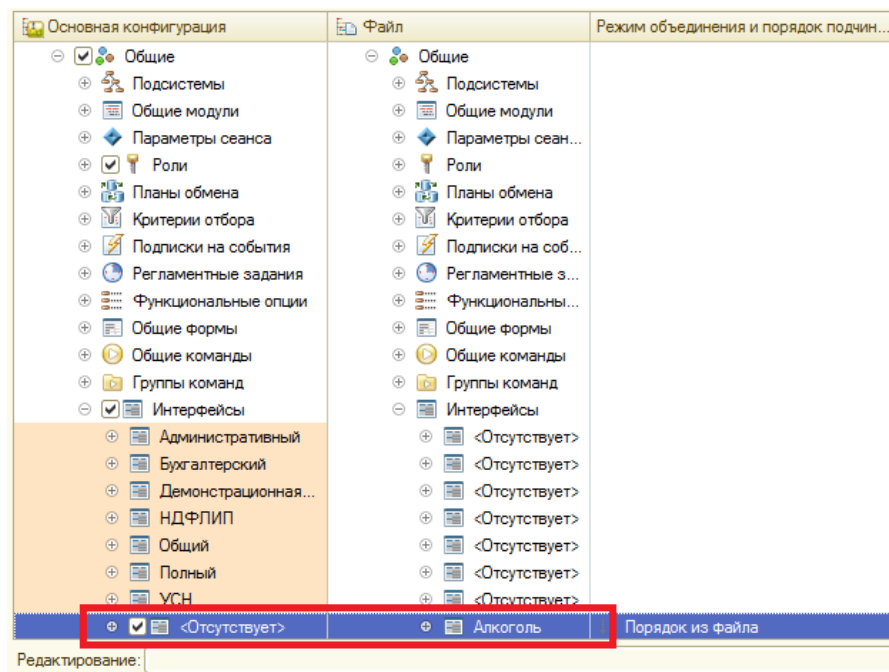 Основная конфигурация Файл Режим объединения и порядок подчин...
Общие Общие
Подсистемы Подсистемы
Общие модули Общие модули
Параметры сеанса Параметры сеан...
Роли Роли
Планы обмена Планы обмена
Критерии отбора Критерии отбора
Подписки на события Подписки на соб...
Регламентные задания Регламентные з...
Функциональные опции Функциональны...
Общие формы Общие формы
Общие команды Общие команды
Группы команд Группы команд
Интерфейсы Интерфейсы
Административный <Отсутствует>
Бухгалтерский <Отсутствует>
Демонстрационная... <Отсутствует>
НДФЛИП <Отсутствует>
Общий <Отсутствует>
Полный <Отсутствует>
УСН <Отсутствует>
<Отсутствует> Алкоголь Порядок из файла
Редактирование: